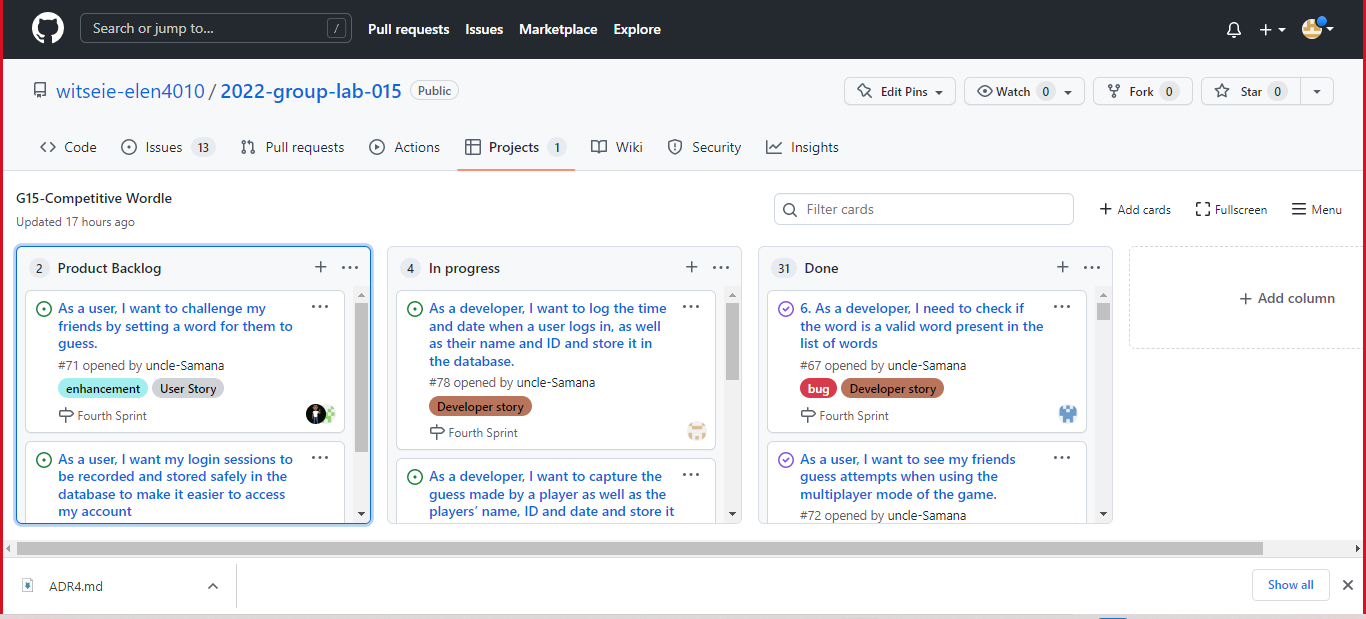 Search or jump to... /
Pull requests Issues Marketplace Explore
witseie-elen4010 / 2022-group-lab-015 Public
Edit Pins Watch 0 Fork 0 Star 0
Code Issues 13 Pull requests Actions Projects 1 Wiki Security Insights
G15-Competitive Wordle
Updated 17 hours ago
Filter cards
Add cards Fullscreen Menu
2 Product Backlog
As a user, I want to challenge my
friends by setting a word for them to
guess.
#71 opened by uncle-Samana
enhancement User Story
Fourth Sprint
As a user, I want my login sessions to
be recorded and stored safely in the
database to make it easier to access
my account
4 In progress
As a developer, I want to log the time
and date when a user logs in, as well
as their name and ID and store it in
the database.
#78 opened by uncle-Samana
Developer story
Fourth Sprint
As a developer, I want to capture the
guess made by a player as well as the
players’ name, ID and date and store it
31 Done
6. As a developer, I need to check if
the word is a valid word present in the
list of words
#67 opened by uncle-Samana
bug Developer story
Fourth Sprint
As a user, I want to see my friends
guess attempts when using the
multiplayer mode of the game.
#72 opened by uncle-Samana
Add column
ADR4.md
Show all